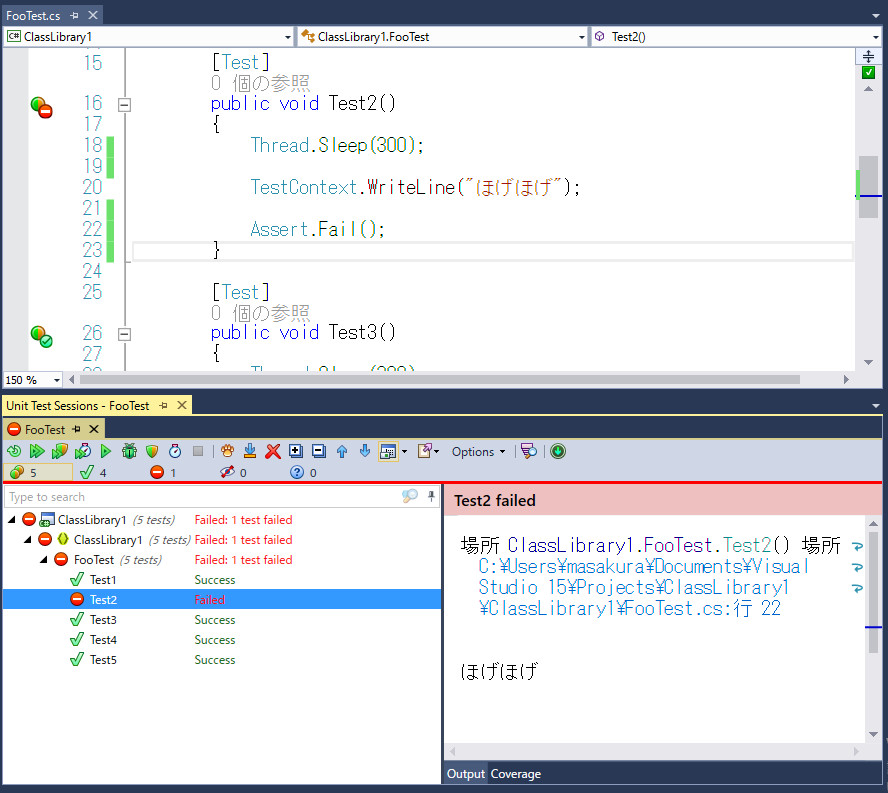 FooTest.cs
ClassLibrary1
ClassLibrary1.FooTest
Test2()
15 [Test]
0 個の参照
16 public void Test2()
17 {
18 Thread.Sleep(300);
19
20 TestContext.WriteLine("ほげほげ");
21
22 Assert.Fail();
23 }
24
25 [Test]
0 個の参照
26 public void Test3()
27 {
150 %
Unit Test Sessions - FooTest
FooTest
Options
5 4 1 0 0
Type to search
ClassLibrary1 (5 tests) Failed: 1 test failed
ClassLibrary1 (5 tests) Failed: 1 test failed
FooTest (5 tests) Failed: 1 test failed
Test1 Success
Test2 Failed
Test3 Success
Test4 Success
Test5 Success
Test2 failed
場所 ClassLibrary1.FooTest.Test2() 場所
C:¥Users¥masakura¥Documents¥Visual
Studio 15¥Projects¥ClassLibrary1
¥ClassLibrary1¥FooTest.cs:行 22
ほげほげ
Output Coverage